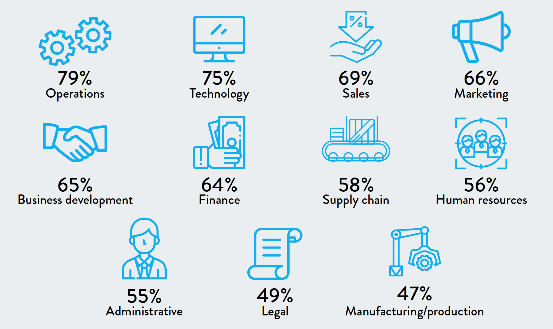 79%
Operations
75%
Technology
69%
Sales
66%
Marketing
65%
Business development
64%
Finance
58%
Supply chain
56%
Human resources
55%
Administrative
49%
Legal
47%
Manufacturing/production